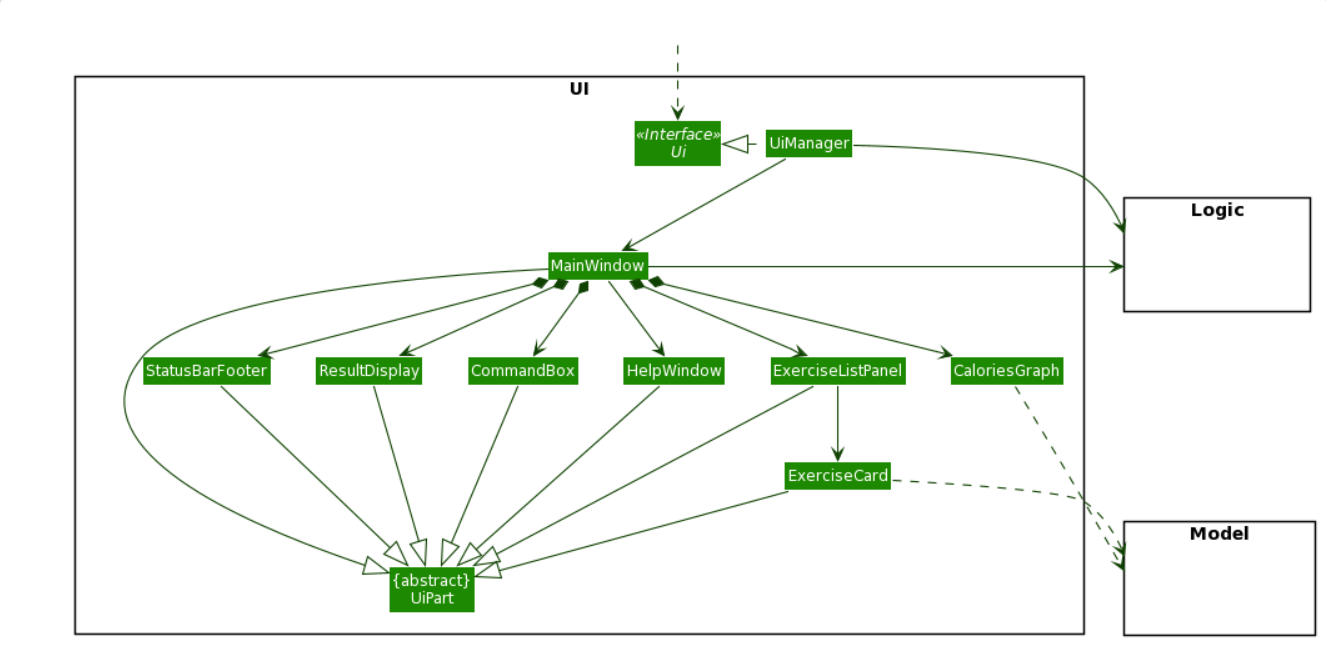 UI
«Interface»
Ui
UiManager
Logic
MainWindow
StatusBarFooter
ResultDisplay
CommandBox
HelpWindow
ExerciseListPanel
CaloriesGraph
ExerciseCard
Model
{abstract}
UiPart